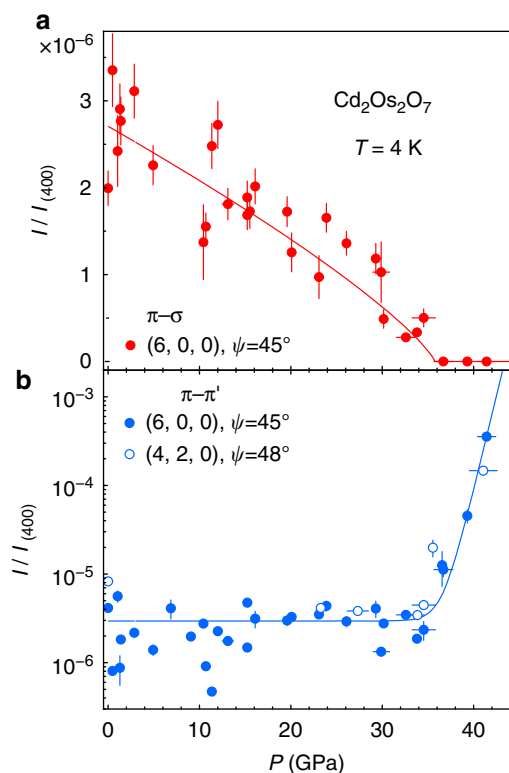 a
×10⁻⁶
3
2
1
0
I / I₍₄₀₀₎
Cd₂Os₂O₇
T = 4 K
π–σ
(6, 0, 0), ψ=45°
b
π–π′
(6, 0, 0), ψ=45°
(4, 2, 0), ψ=48°
10⁻³
10⁻⁴
10⁻⁵
10⁻⁶
I / I₍₄₀₀₎
0 10 20 30 40
P (GPa)